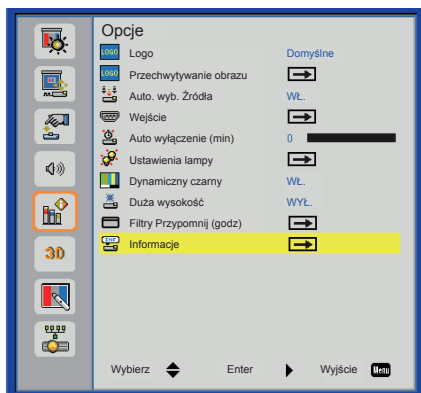 Opcje
LOGO Logo Domyślne
LOGO Przechwytywanie obrazu
Auto. wyb. Źródła WŁ.
Wejście
Auto wyłączenie (min) 0
Ustawienia lampy
Dynamiczny czarny WŁ.
Duża wysokość WYŁ.
Filtry Przypomnij (godz)
Informacje
3D
Wybierz Enter Wyjście Menu